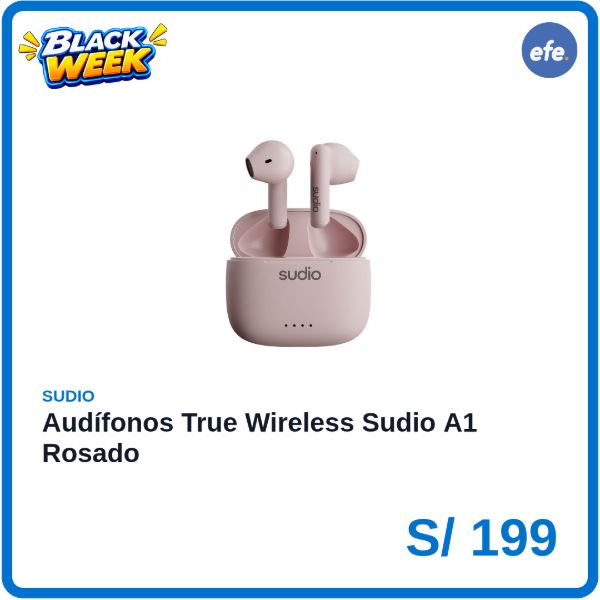 BLACK
WEEK
efe.
sudio
sudio
SUDIO
Audífonos True Wireless Sudio A1
Rosado
S/ 199